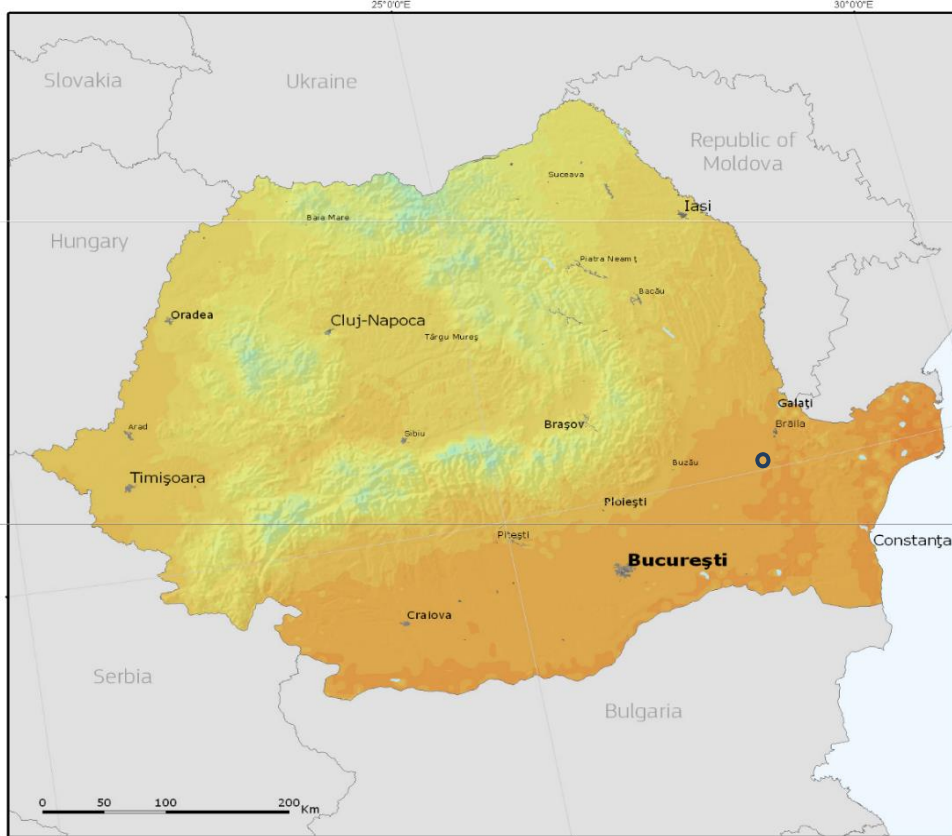 25°0'0"E
30°0'0"E
Slovakia
Ukraine
Republic of
Moldova
Suceava
Iasi
Baia Mare
Hungary
Piatra Neamţ
Bacău
Oradea
Cluj-Napoca
Târgu Mureş
Galaţi
Brăila
Braşov
Arad
Sibiu
Buzău
Timişoara
Ploieşti
Piteşti
Constanţa
Bucureşti
Craiova
Serbia
Bulgaria
0 50 100 200 Km